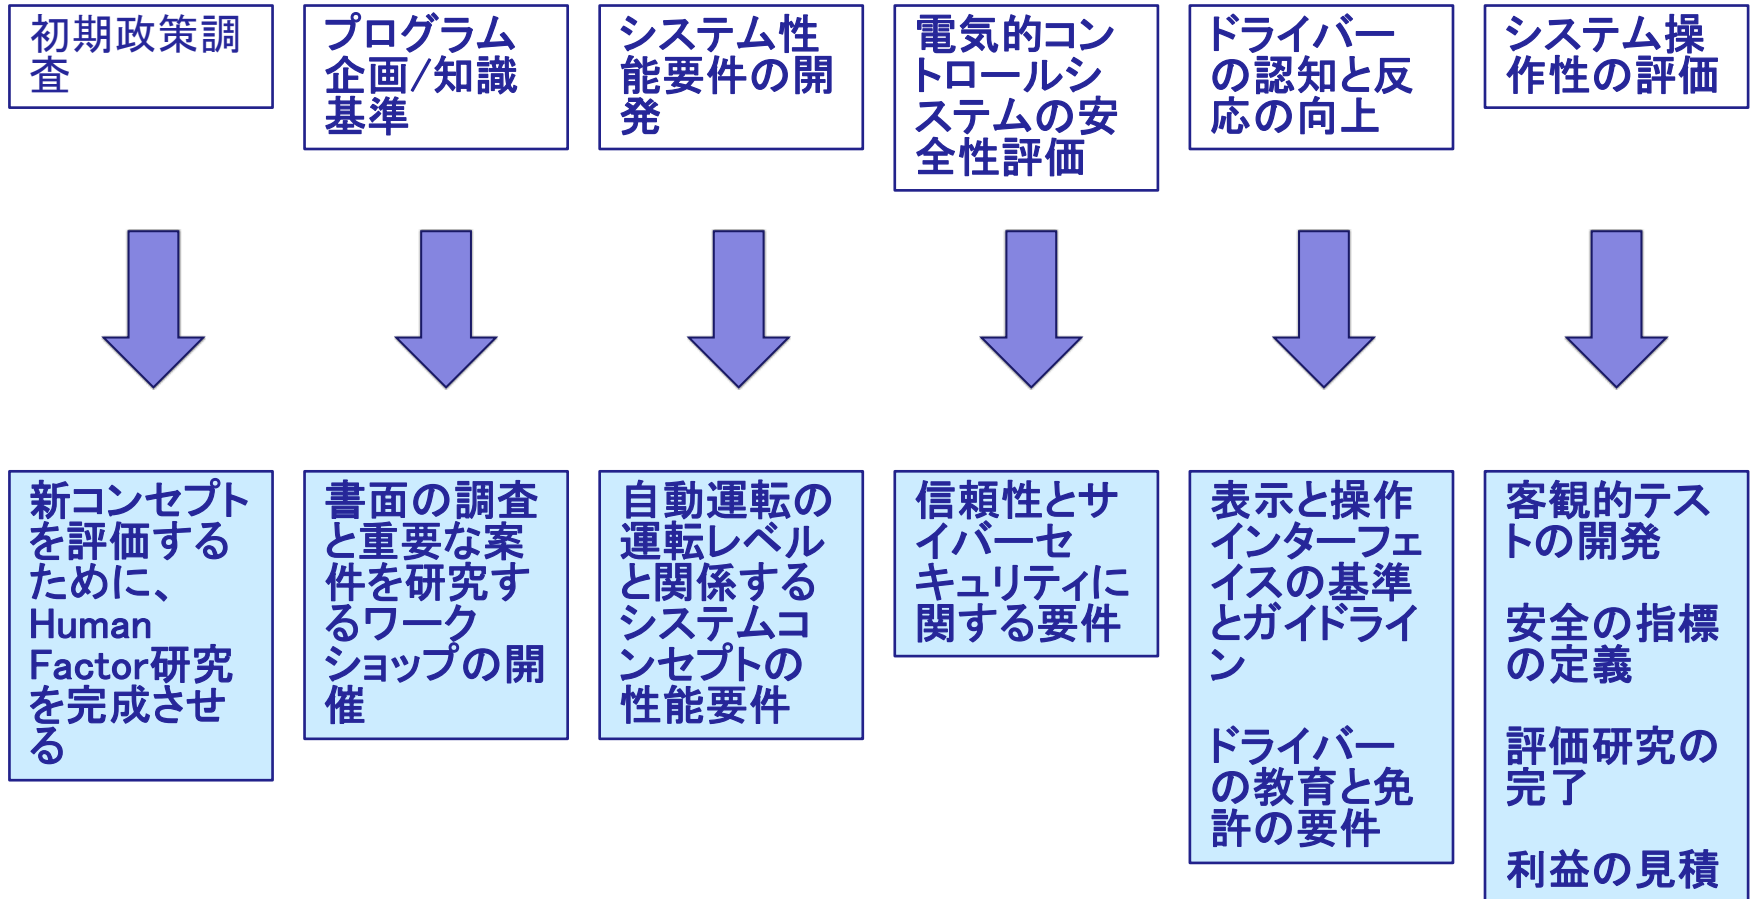 初期政策調
査
プログラム
企画/知識
基準
システム性
能要件の開
発
電気的コン
トロールシ
ステムの安
全性評価
ドライバー
の認知と反
応の向上
システム操
作性の評価
新コンセプト
を評価する
ために、
Human
Factor研究
を完成させ
る
書面の調査
と重要な案
件を研究す
るワーク
ショップの開
催
自動運転の
運転レベル
と関係する
システムコ
ンセプトの
性能要件
信頼性とサ
イバーセ
キュリティに
関する要件
表示と操作
インターフェ
イスの基準
とガイドライ
ン
ドライバー
の教育と免
許の要件
客観的テス
トの開発
安全の指標
の定義
評価研究の
完了
利益の見積